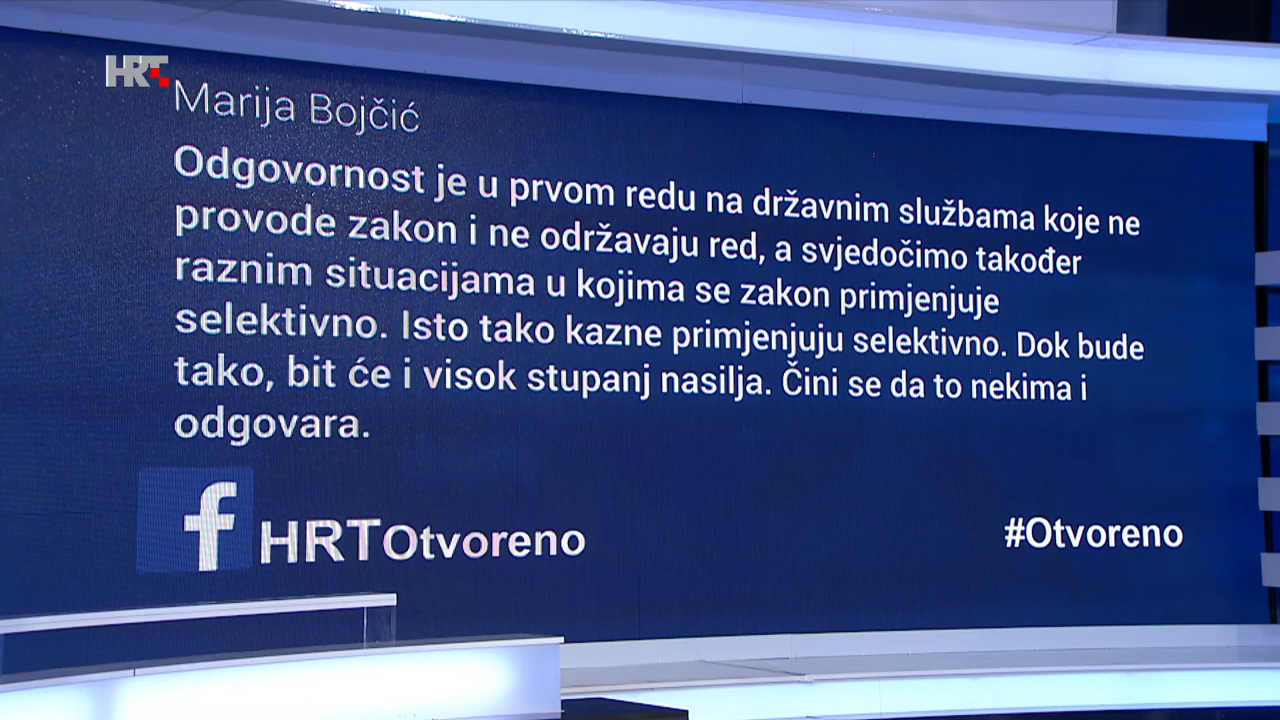 HRT
Marija Bojčić
Odgovornost je u prvom redu na državnim službama koje ne
provode zakon i ne održavaju red, a svjedočimo također
raznim situacijama u kojima se zakon primjenjuje
selektivno. Isto tako kazne primjenjuju selektivno. Dok bude
tako, bit će i visok stupanj nasilja. Čini se da to nekima i
odgovara.
f HRTOtvoreno
#Otvoreno